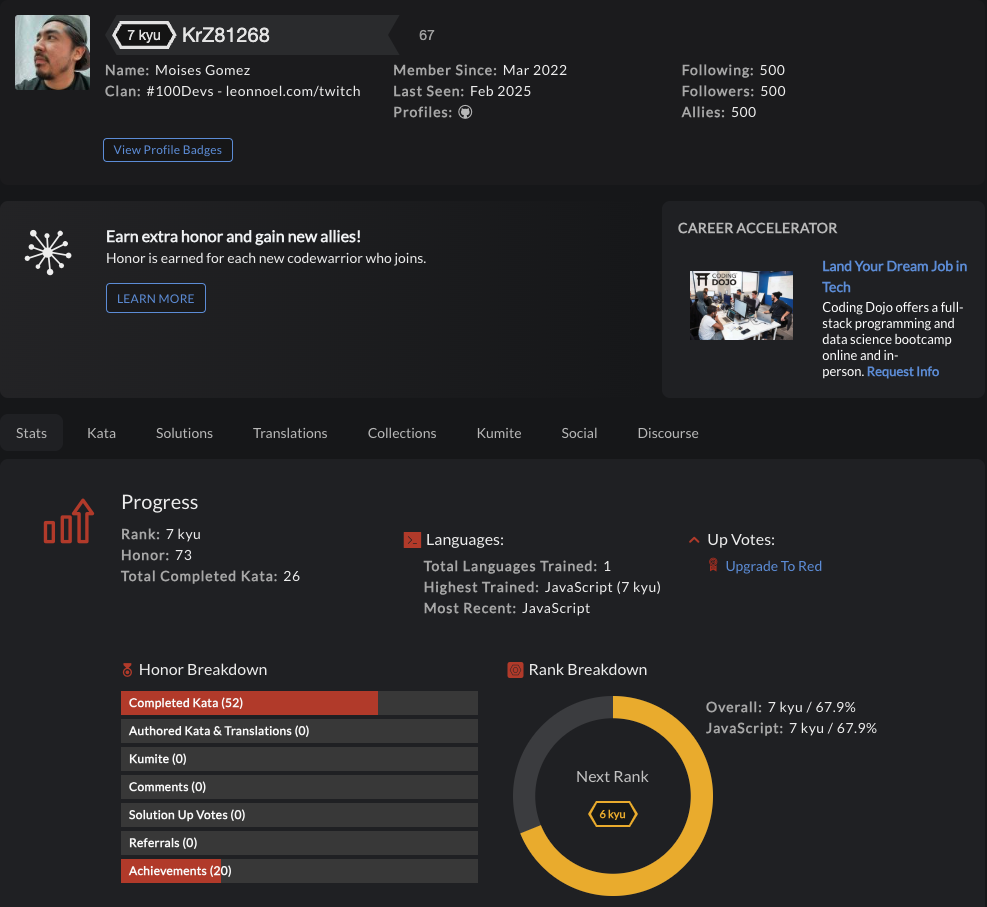 7 kyu KrZ81268 67
Name: Moises Gomez
Clan: #100Devs - leonnoel.com/twitch
Member Since: Mar 2022
Last Seen: Feb 2025
Profiles:
Following: 500
Followers: 500
Allies: 500
View Profile Badges
Earn extra honor and gain new allies!
Honor is earned for each new codewarrior who joins.
LEARN MORE
CAREER ACCELERATOR
CODING
DOJO
Land Your Dream Job in
Tech
Coding Dojo offers a full-
stack programming and
data science bootcamp
online and in-
person. Request Info
Stats Kata Solutions Translations Collections Kumite Social Discourse
Progress
Rank: 7 kyu
Honor: 73
Total Completed Kata: 26
Languages:
Total Languages Trained: 1
Highest Trained: JavaScript (7 kyu)
Most Recent: JavaScript
Up Votes:
Upgrade To Red
Honor Breakdown
Completed Kata (52)
Authored Kata & Translations (0)
Kumite (0)
Comments (0)
Solution Up Votes (0)
Referrals (0)
Achievements (20)
Rank Breakdown
Next Rank
6 kyu
Overall: 7 kyu / 67.9%
JavaScript: 7 kyu / 67.9%